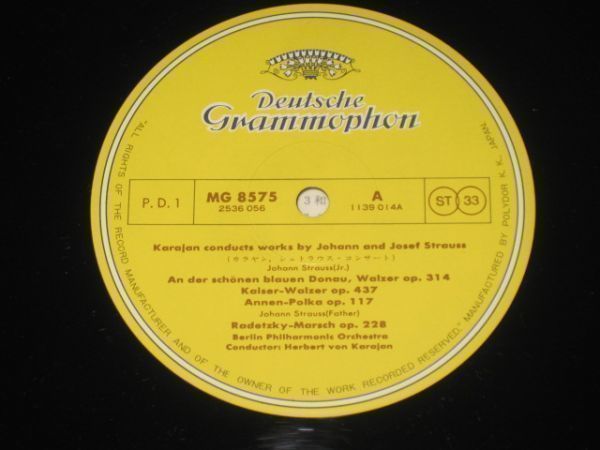 Deutsche
Grammophon
P.D.1
MG 8575
2536 056
3和
A
1139 014A
ST 33
Karajan conducts works by Johann and Josef Strauss
(カラヤン,シュトラウス・コンサート)
Johann Strauss(Jr.)
An der schönen blauen Donau, Walzer op. 314
Kaiser-Walzer op. 437
Annen-Polka op. 117
Johann Strauss(Father)
Radetzky-Marsch op. 228
Berlin Philharmonic Orchestra
Conductor: Herbert von Karajan
"ALL RIGHTS OF THE RECORD MANUFACTURER AND OF THE OWNER OF THE WORK RECORDED RESERVED." MANUFACTURED BY POLYDOR K. K., JAPAN.